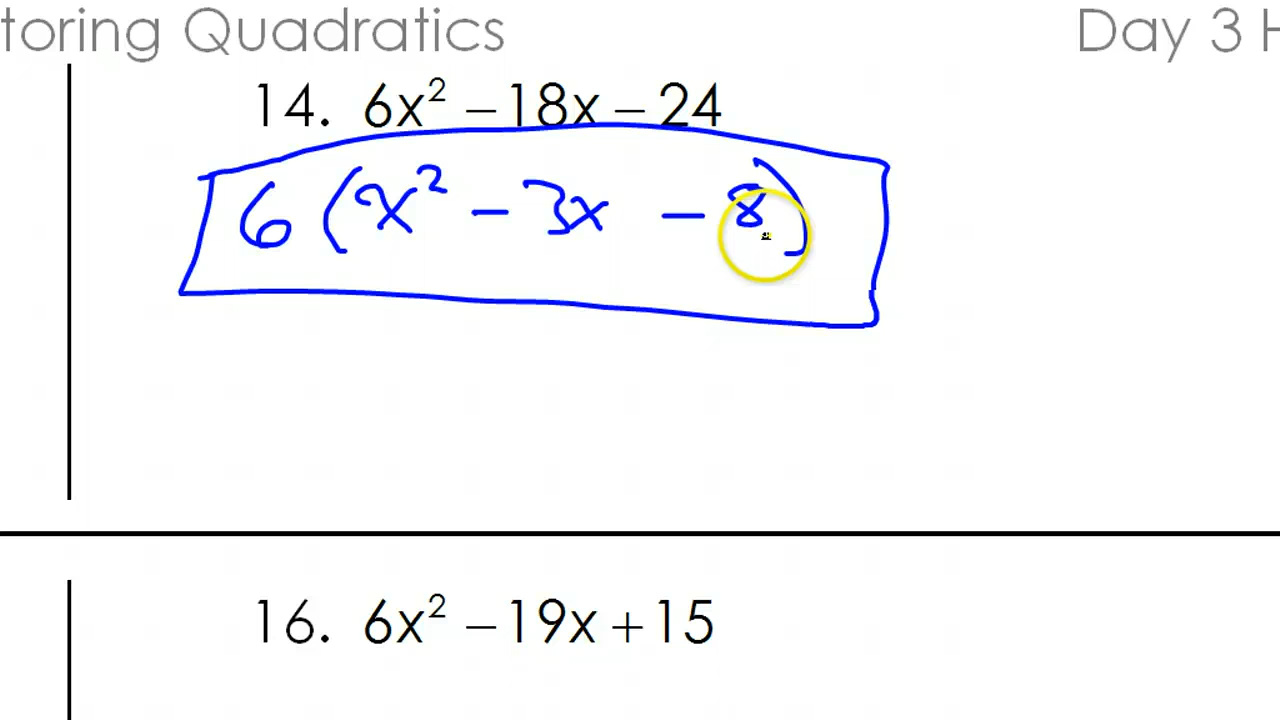 toring Quadratics
Day 3 H
14. 6x² – 18x – 24
6 (x² - 3x - 8)
16. 6x² – 19x + 15